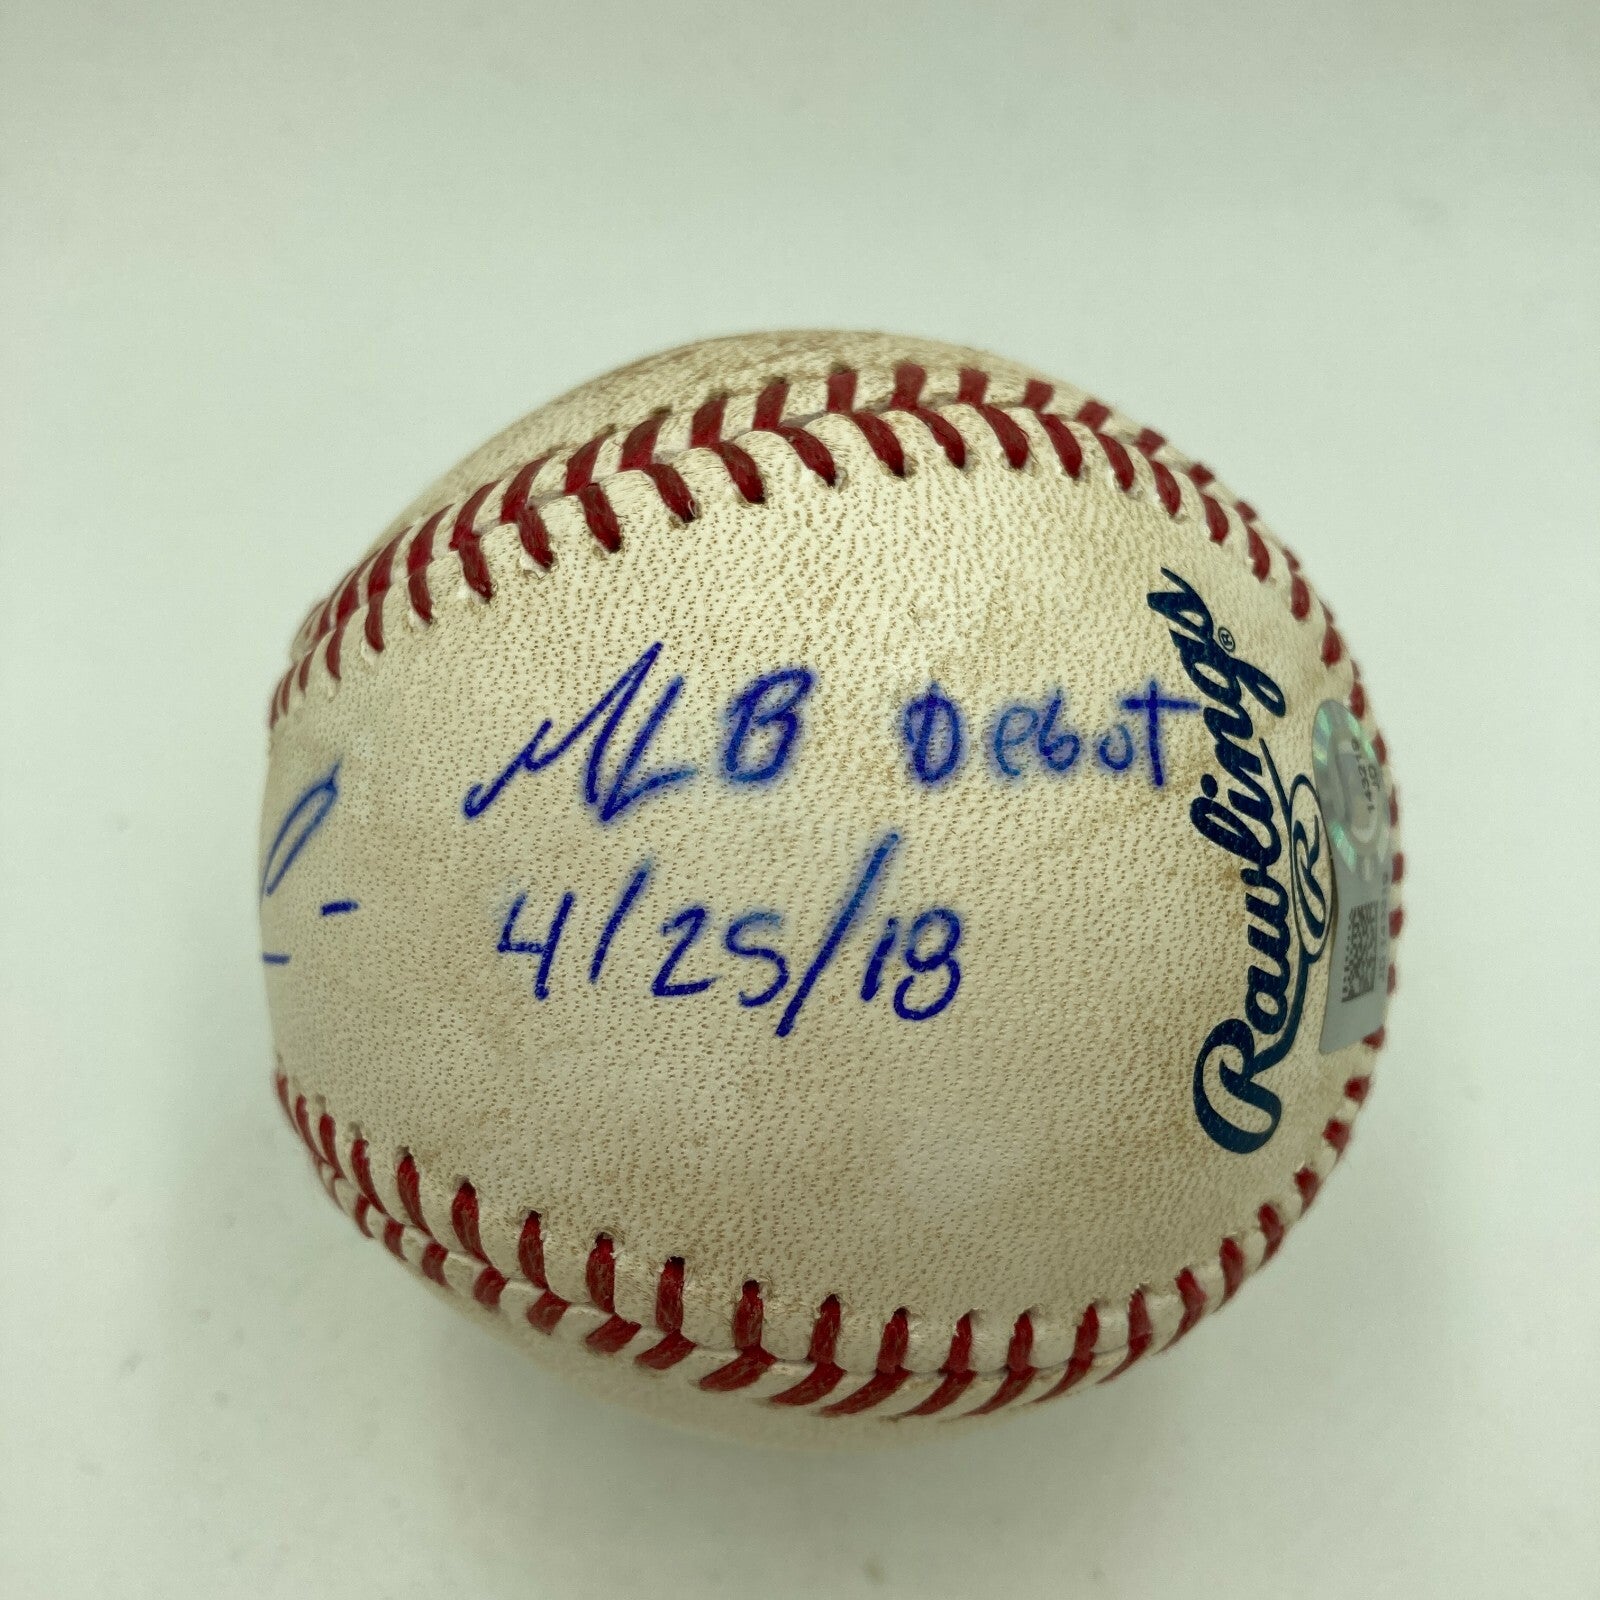 MLB Debut
4/25/18
Rawlings®
R